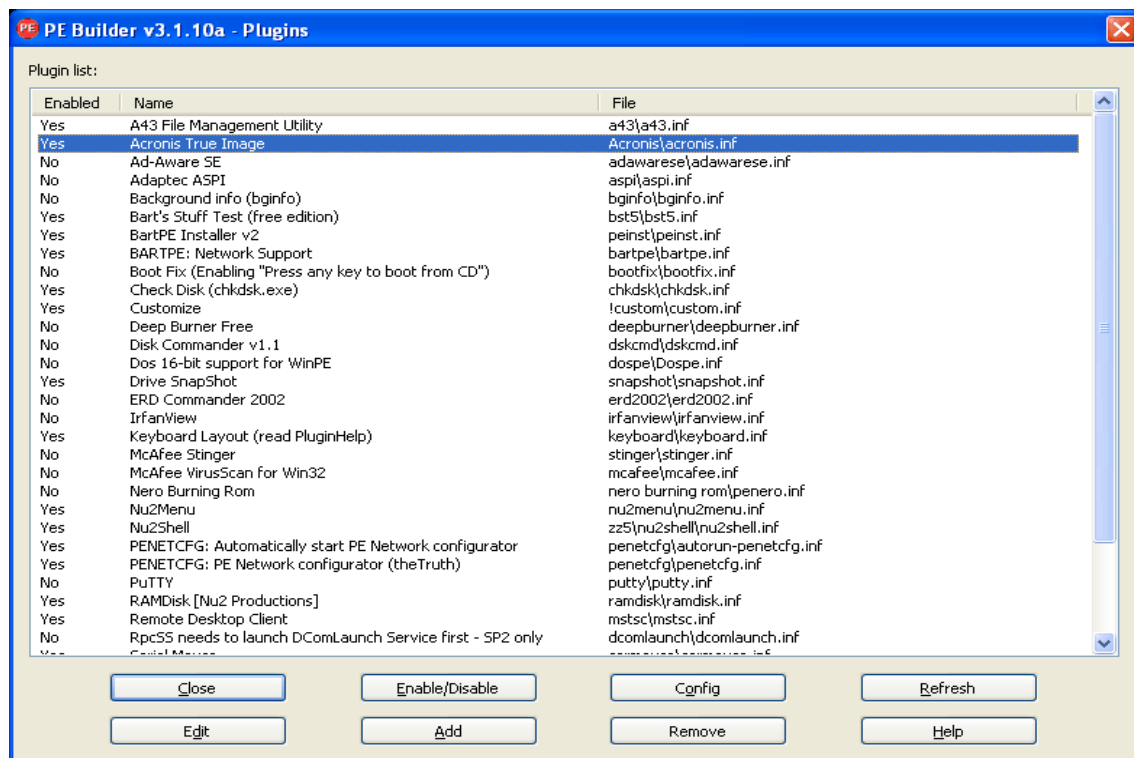 PE Builder v3.1.10a - Plugins
Plugin list:
Enabled Name File
Yes A43 File Management Utility a43\a43.inf
Yes Acronis True Image Acronis\acronis.inf
No Ad-Aware SE adawarese\adawarese.inf
No Adaptec ASPI aspi\aspi.inf
No Background info (bginfo) bginfo\bginfo.inf
Yes Bart's Stuff Test (free edition) bst5\bst5.inf
Yes BartPE Installer v2 peinst\peinst.inf
Yes BARTPE: Network Support bartpe\bartpe.inf
No Boot Fix (Enabling "Press any key to boot from CD") bootfix\bootfix.inf
Yes Check Disk (chkdsk.exe) chkdsk\chkdsk.inf
Yes Customize !custom\custom.inf
No Deep Burner Free deepburner\deepburner.inf
No Disk Commander v1.1 dskcmd\dskcmd.inf
No Dos 16-bit support for WinPE dospe\Dospe.inf
Yes Drive SnapShot snapshot\snapshot.inf
No ERD Commander 2002 erd2002\erd2002.inf
No IrfanView irfanview\irfanview.inf
Yes Keyboard Layout (read PluginHelp) keyboard\keyboard.inf
No McAfee Stinger stinger\stinger.inf
No McAfee VirusScan for Win32 mcafee\mcafee.inf
No Nero Burning Rom nero burning rom\penero.inf
Yes Nu2Menu nu2menu\nu2menu.inf
Yes Nu2Shell zz5\nu2shell\nu2shell.inf
Yes PENETCFG: Automatically start PE Network configurator penetcfg\autorun-penetcfg.inf
Yes PENETCFG: PE Network configurator (theTruth) penetcfg\penetcfg.inf
No PuTTY putty\putty.inf
Yes RAMDisk [Nu2 Productions] ramdisk\ramdisk.inf
Yes Remote Desktop Client mstsc\mstsc.inf
No RpcSS needs to launch DComLaunch Service first - SP2 only dcomlaunch\dcomlaunch.inf
Close Enable/Disable Config Refresh
Edit Add Remove Help